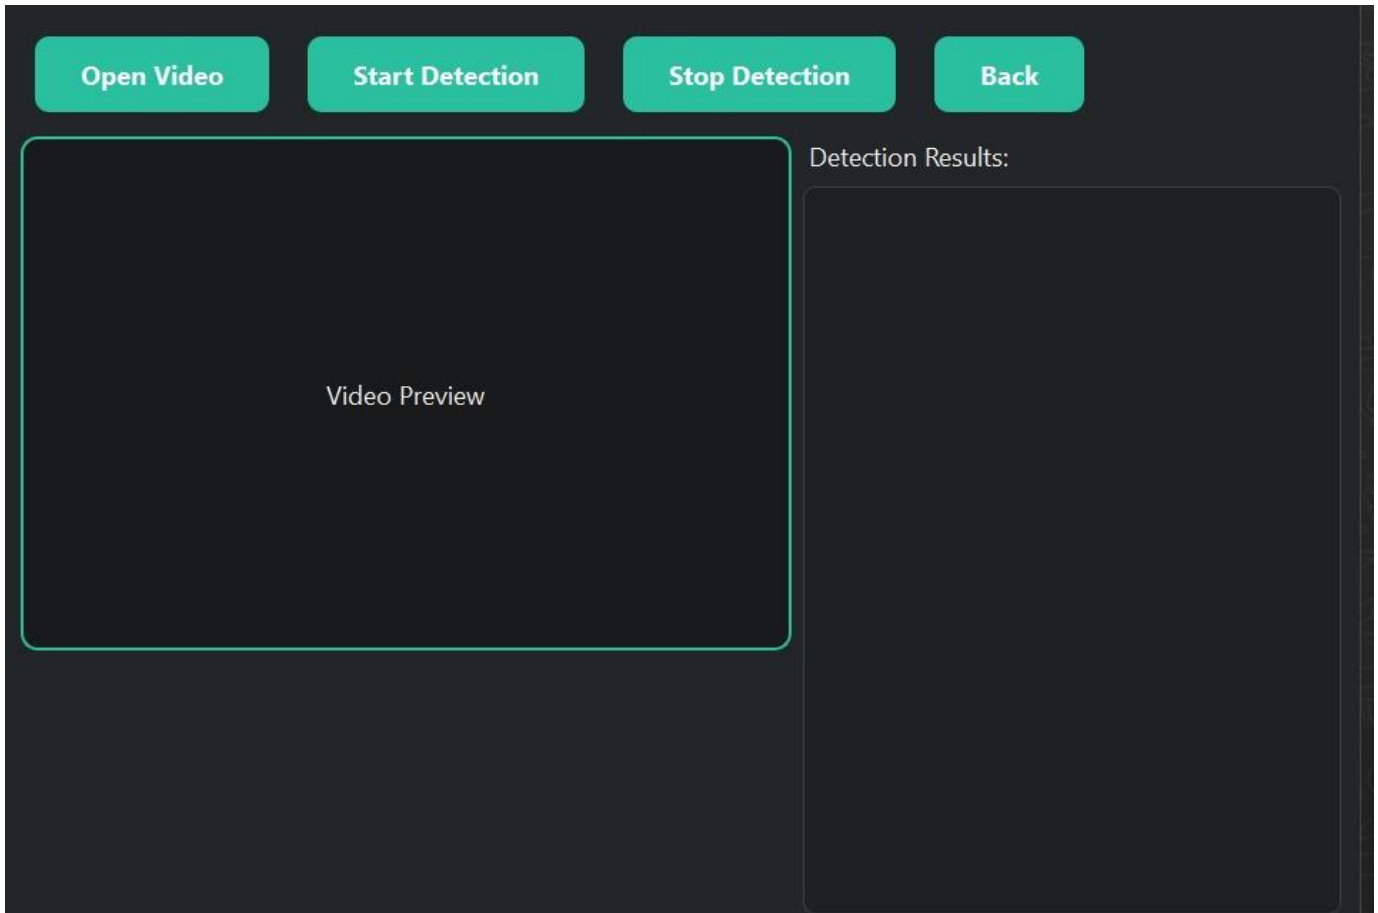 Open Video
Start Detection
Stop Detection
Back
Detection Results:
Video Preview